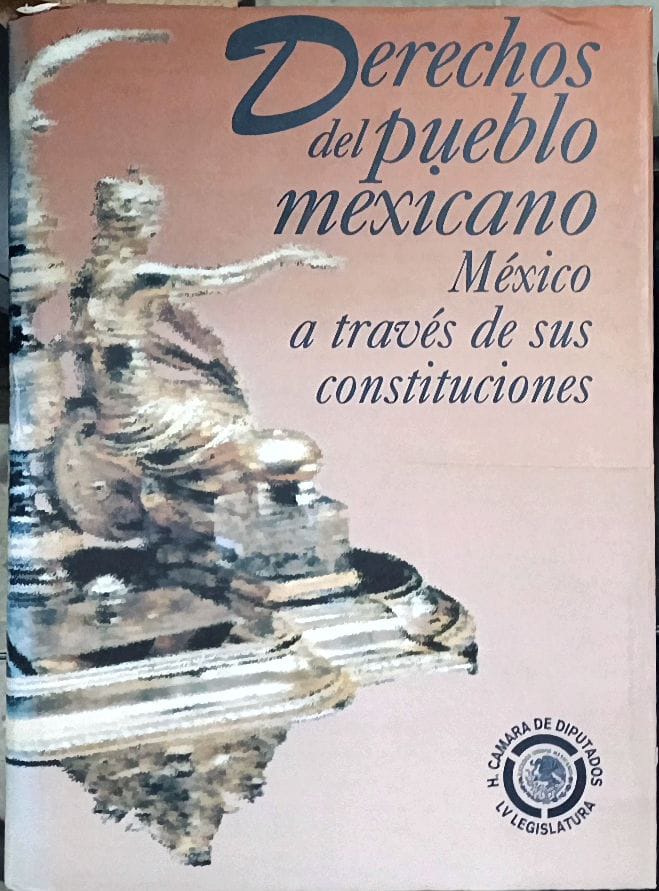 Derechos
del pueblo
mexicano
México
a través de sus
constituciones
H. CAMARA DE DIPUTADOS
LV LEGISLATURA